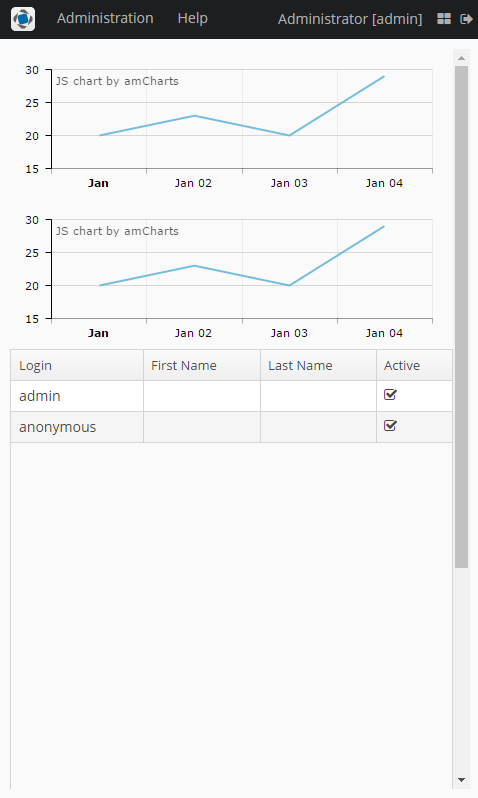 Administration Help Administrator [admin]
30
JS chart by amCharts
25
20
15
Jan Jan 02 Jan 03 Jan 04
30
JS chart by amCharts
25
20
15
Jan Jan 02 Jan 03 Jan 04
Login First Name Last Name Active
admin
anonymous